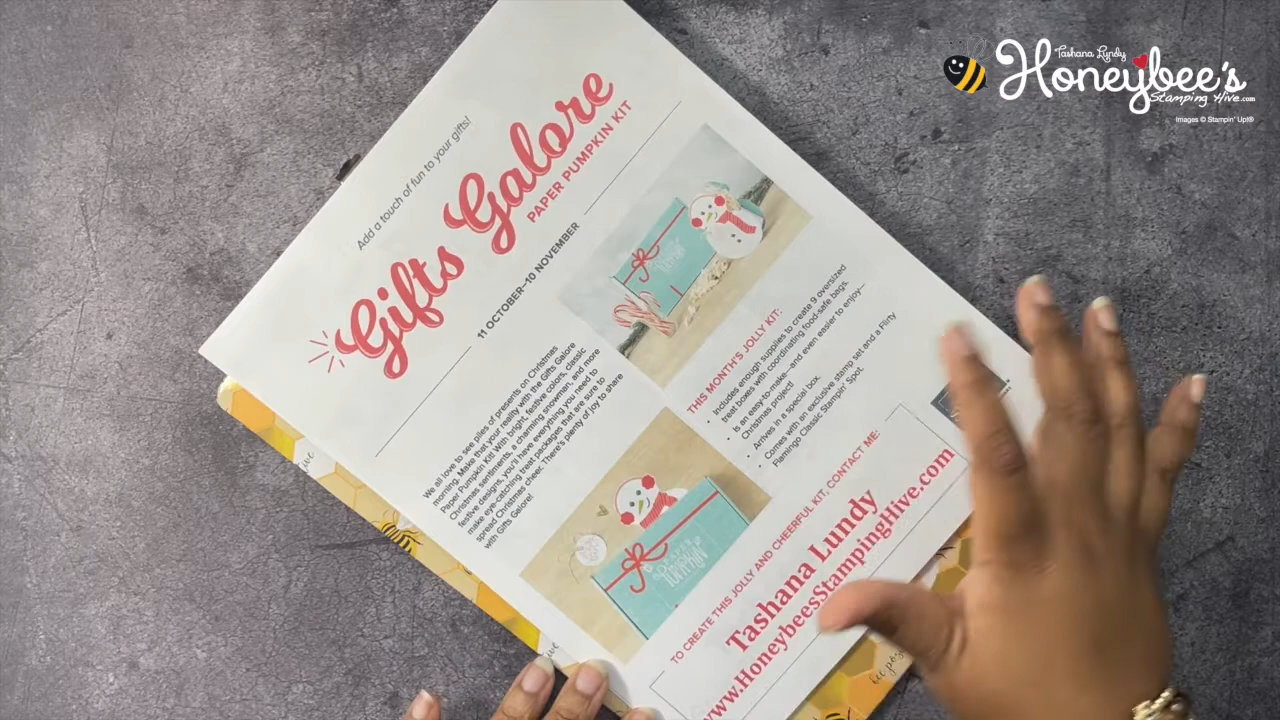 Tashana Lyndy
Honeybee's
Stamping Hive.com
Images © Stampin' Up!®
Add a touch of fun to your gifts!
Gifts Galore
PAPER PUMPKIN KIT
11 OCTOBER–10 NOVEMBER
We all love to see piles of presents on Christmas
morning. Make that your reality with the Gifts Galore
Paper Pumpkin Kit! With bright, festive colors, classic
Christmas sentiments, a charming snowman, and more
festive designs, you'll have everything you need to
make eye-catching treat packages that are sure to
spread Christmas cheer. There's plenty of joy to share
with Gifts Galore!
THIS MONTH'S JOLLY KIT:
• Includes enough supplies to create 9 oversized
treat boxes with coordinating food-safe bags.
• Is an easy-to-make—and even easier to enjoy—
Christmas project!
• Arrives in a special box.
• Comes with an exclusive stamp set and a Flirty
Flamingo Classic Stampin' Spot.
PAPER
PUMPKIN
TO CREATE THIS JOLLY AND CHEERFUL KIT, CONTACT ME:
Tashana Lundy
www.HoneybeesStampingHive.com